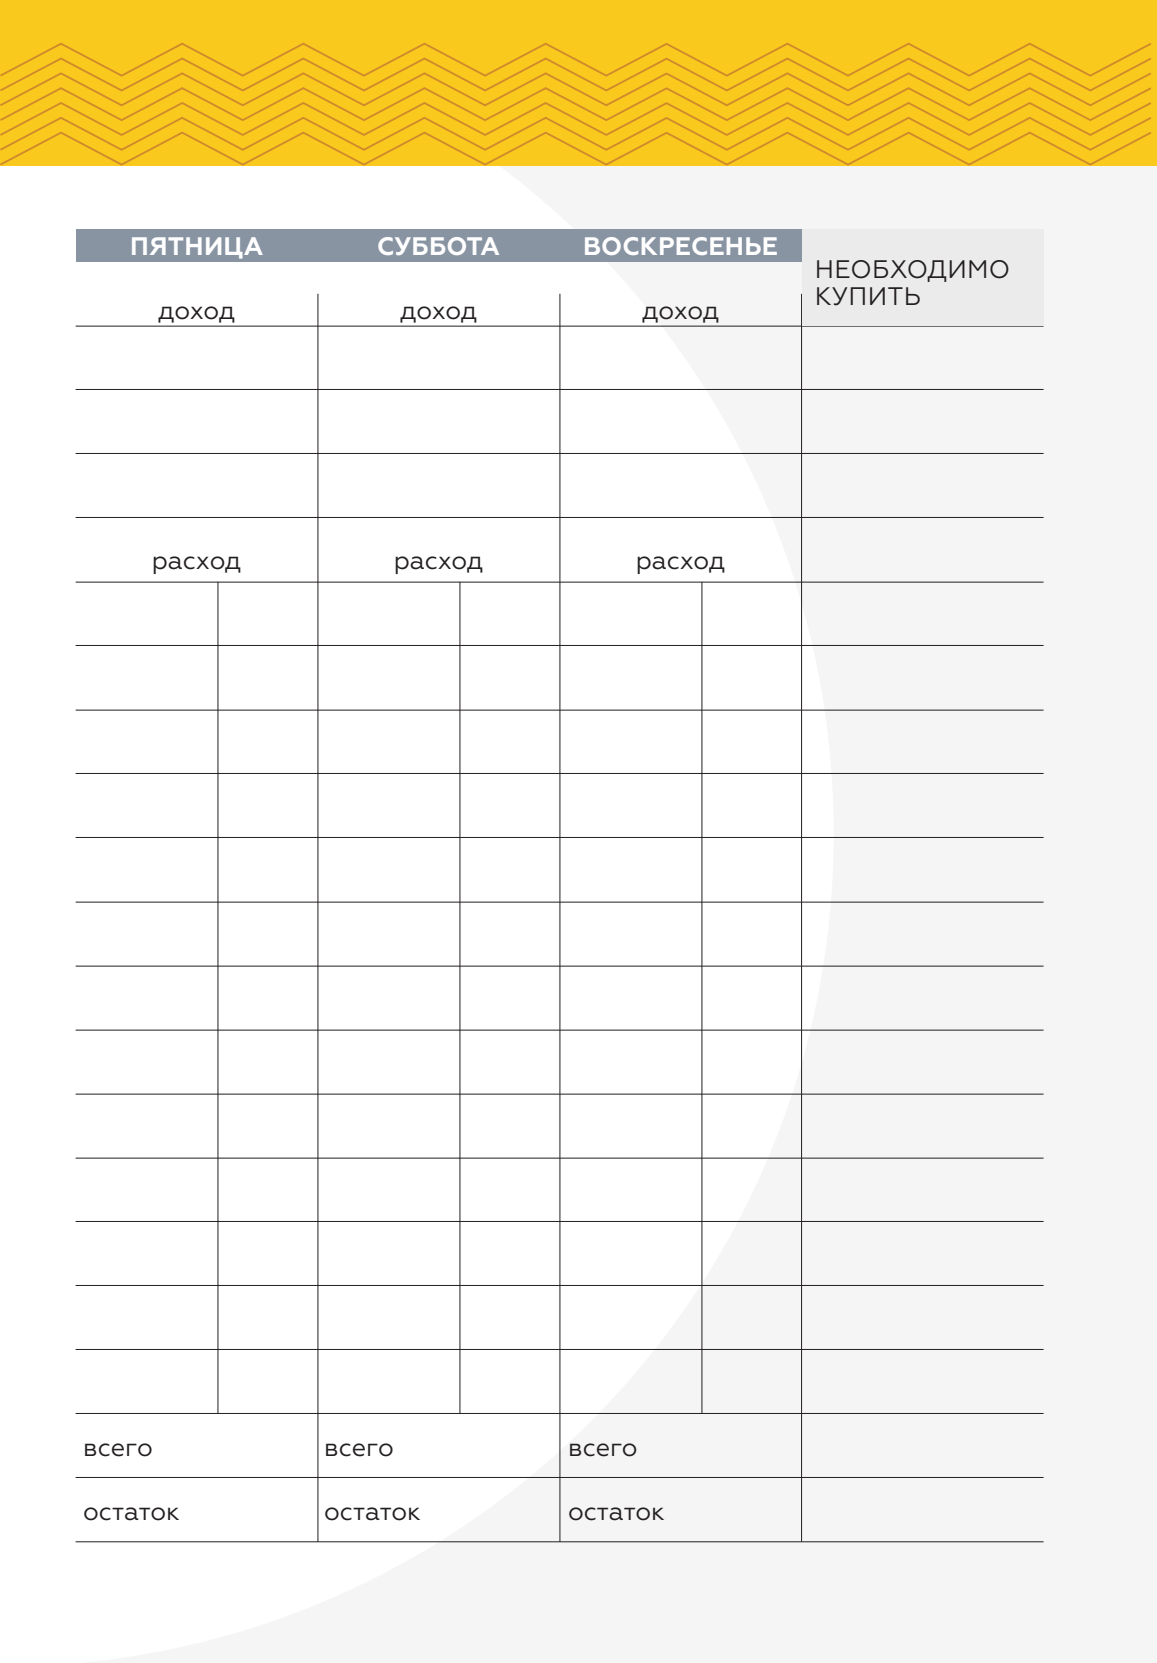 ПЯТНИЦА СУББОТА ВОСКРЕСЕНЬЕ
НЕОБХОДИМО
КУПИТЬ
доход доход доход
расход расход расход
всего всего всего
остаток остаток остаток